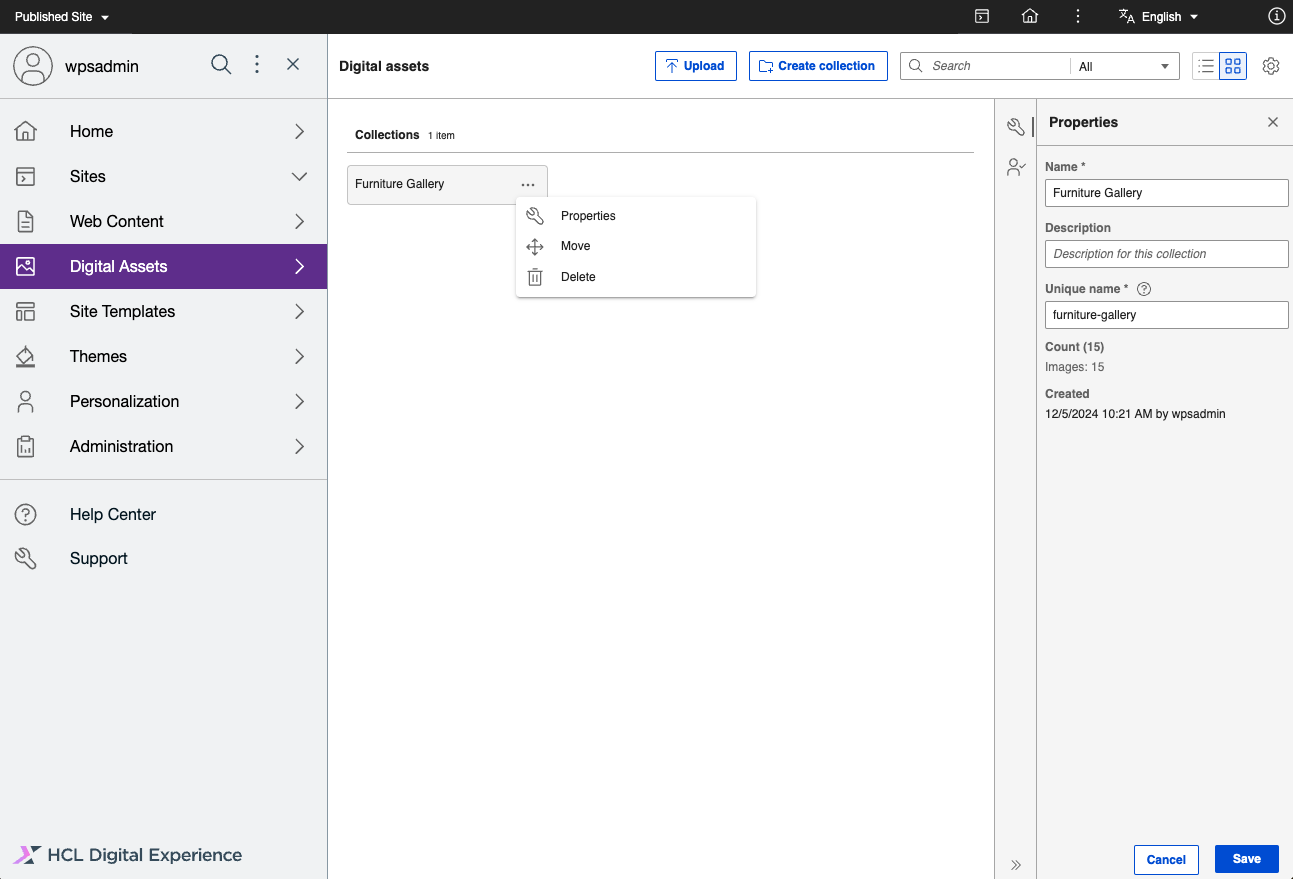 Published Site
English
wpsadmin
Home
Sites
Web Content
Digital Assets
Site Templates
Themes
Personalization
Administration
Help Center
Support
HCL Digital Experience
Digital assets
Upload
Create collection
Search
All
Collections 1 item
Furniture Gallery
Properties
Move
Delete
Properties
Name *
Furniture Gallery
Description
Description for this collection
Unique name *
furniture-gallery
Count (15)
Images: 15
Created
12/5/2024 10:21 AM by wpsadmin
Cancel
Save